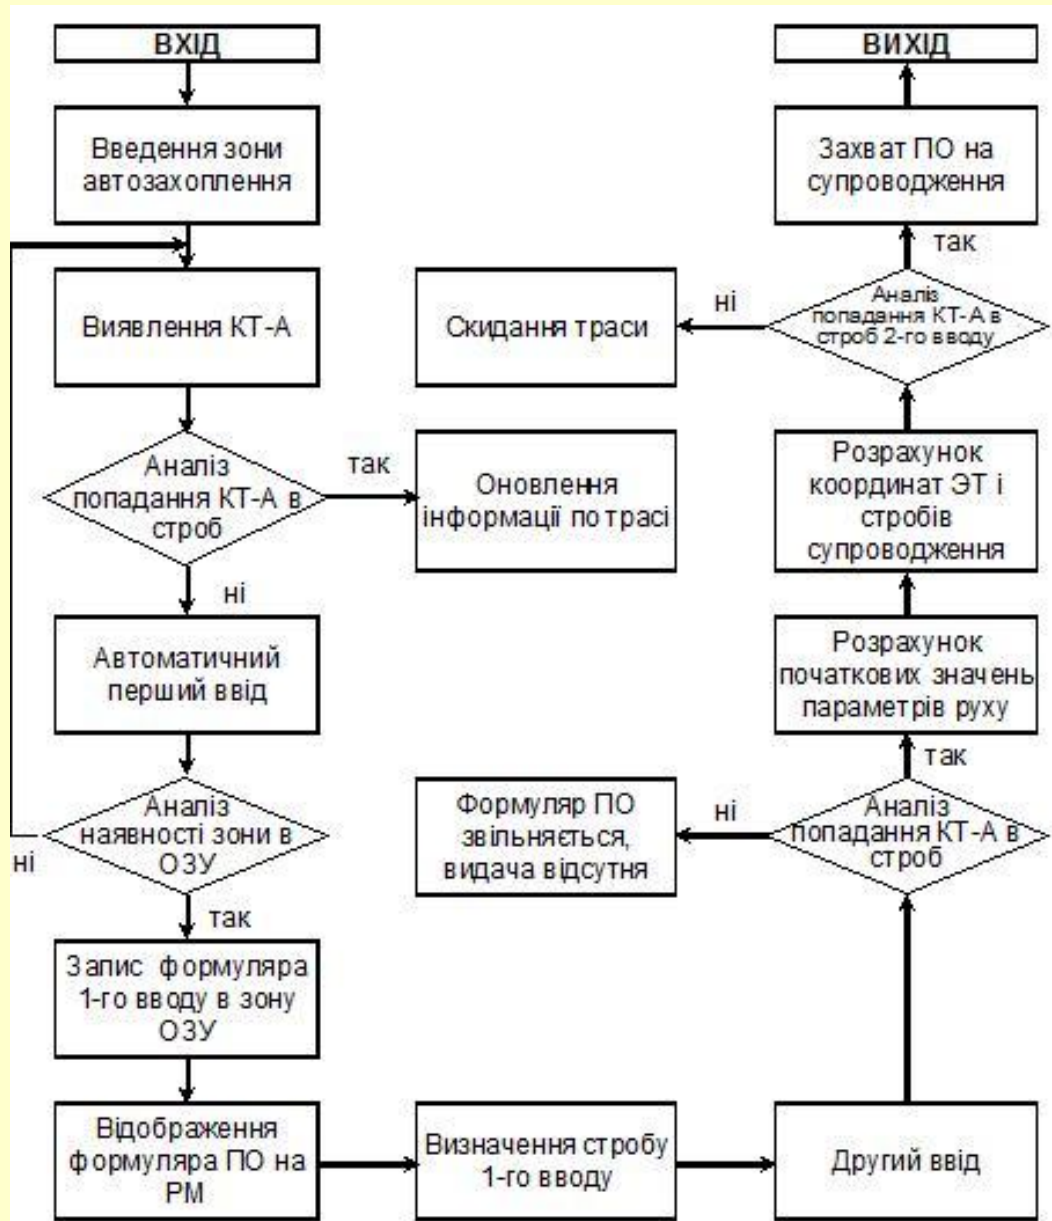 ВХІД
Введення зони
автозахоплення
Виявлення КТ-А
Аналіз
попадання КТ-А в
строб
так
Оновлення
інформації по трасі
ні
Автоматичний
перший ввід
Аналіз
наявності зони в
ОЗУ
ні
так
Запис формуляра
1-го вводу в зону
ОЗУ
Відображення
формуляра ПО на
РМ
Визначення стробу
1-го вводу
Другий ввід
Аналіз
попадання КТ-А в
строб
ні
Формуляр ПО
звільняється,
видача відсутня
так
Розрахунок
початкових значень
параметрів руху
Розрахунок
координат ЭТ і
стробів
супроводження
Аналіз
попадання КТ-А в
строб 2-го вводу
ні
Скидання траси
так
Захват ПО на
супроводження
ВИХІД